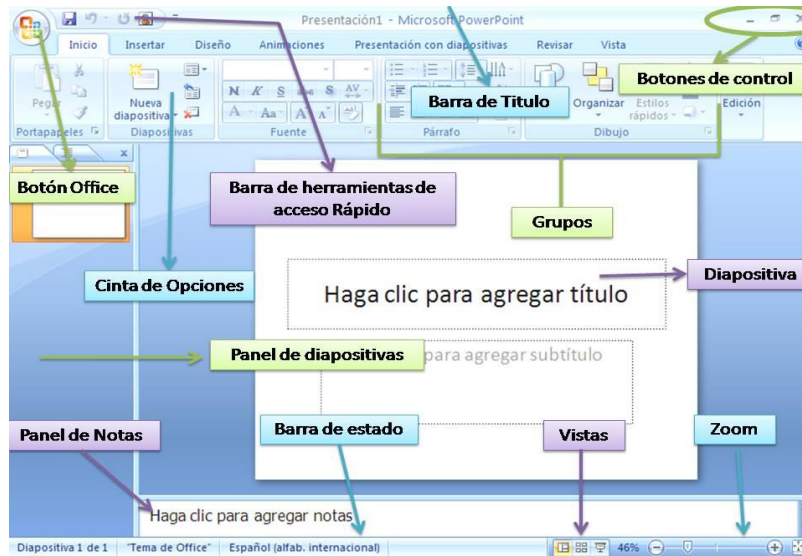 Presentación1 - Microsoft PowerPoint
Inicio Insertar Diseño Animaciones Presentación con diapositivas Revisar Vista
Botones de control
Barra de Titulo
Pegar Nueva diapositiva Organizar Estilos rápidos Edición
N K S abe S AV
A Aa A A
Portapapeles Diapositivas Fuente Párrafo Dibujo
Botón Office
Barra de herramientas de
acceso Rápido
Grupos
Diapositiva
Cinta de Opciones
Haga clic para agregar título
Panel de diapositivas
para agregar subtítulo
Panel de Notas
Barra de estado
Vistas
Zoom
Haga clic para agregar notas
Diapositiva 1 de 1 "Tema de Office" Español (alfab. internacional) 46%